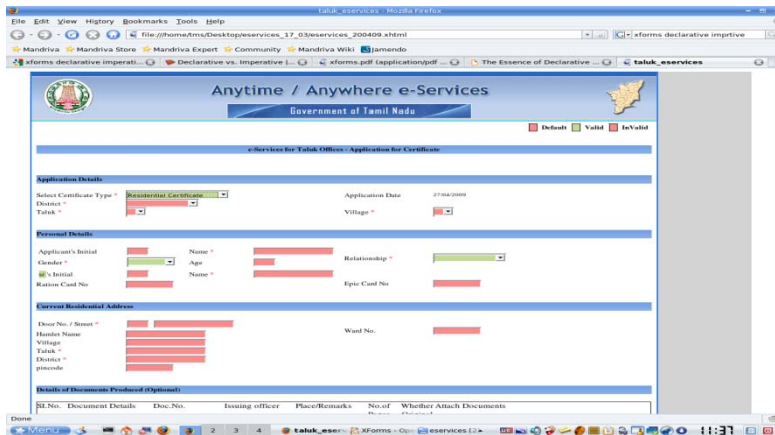 taluk_eservices - Mozilla Firefox
File Edit View History Bookmarks Tools Help
file:///home/tms/Desktop/eservices_17_03/eservices_200409.xhtml
xforms declarative imprtive
Mandriva Mandriva Store Mandriva Expert Community Mandriva Wiki Jamendo
xforms declarative imperati... Declarative vs. Imperative |... xforms.pdf (application/pdf ... The Essence of Declarative ... taluk_eservices
Anytime / Anywhere e-Services
Government of Tamil Nadu
Default Valid InValid
e-Services for Taluk Offices - Application for Certificate
Application Details
Select Certificate Type * Residential Certificate Application Date 27/04/2009
District *
Taluk * Village *
Personal Details
Applicant's Initial Name *
Relationship *
Gender * Age
's Initial Name *
Ration Card No Epic Card No
Current Residential Address
Door No. / Street *
Ward No.
Hamlet Name
Village
Taluk *
District *
pincode
Details of Documents Produced (Optional)
Sl.No. Document Details Doc.No. Issuing officer Place/Remarks No.of Whether Attach Documents
Done
Menu 2 3 4 taluk_eser XForms - Op eservices [2 11:37